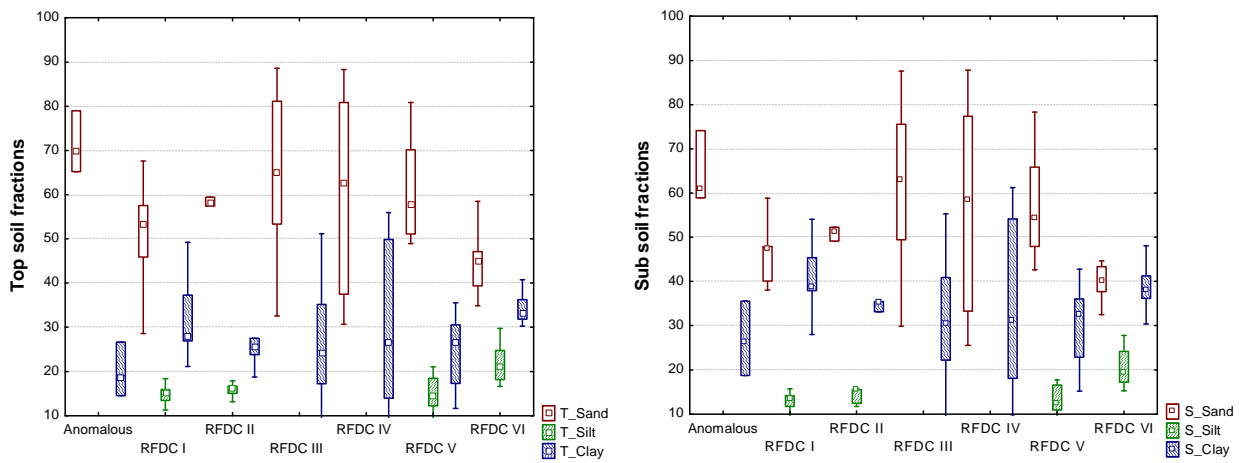 Top soil fractions
100
90
80
70
60
50
40
30
20
10
Anomalous
RFDC I
RFDC II
RFDC III
RFDC IV
RFDC V
RFDC VI
T_Sand
T_Silt
T_Clay
Sub soil fractions
100
90
80
70
60
50
40
30
20
10
Anomalous
RFDC I
RFDC II
RFDC III
RFDC IV
RFDC V
RFDC VI
S_Sand
S_Silt
S_Clay